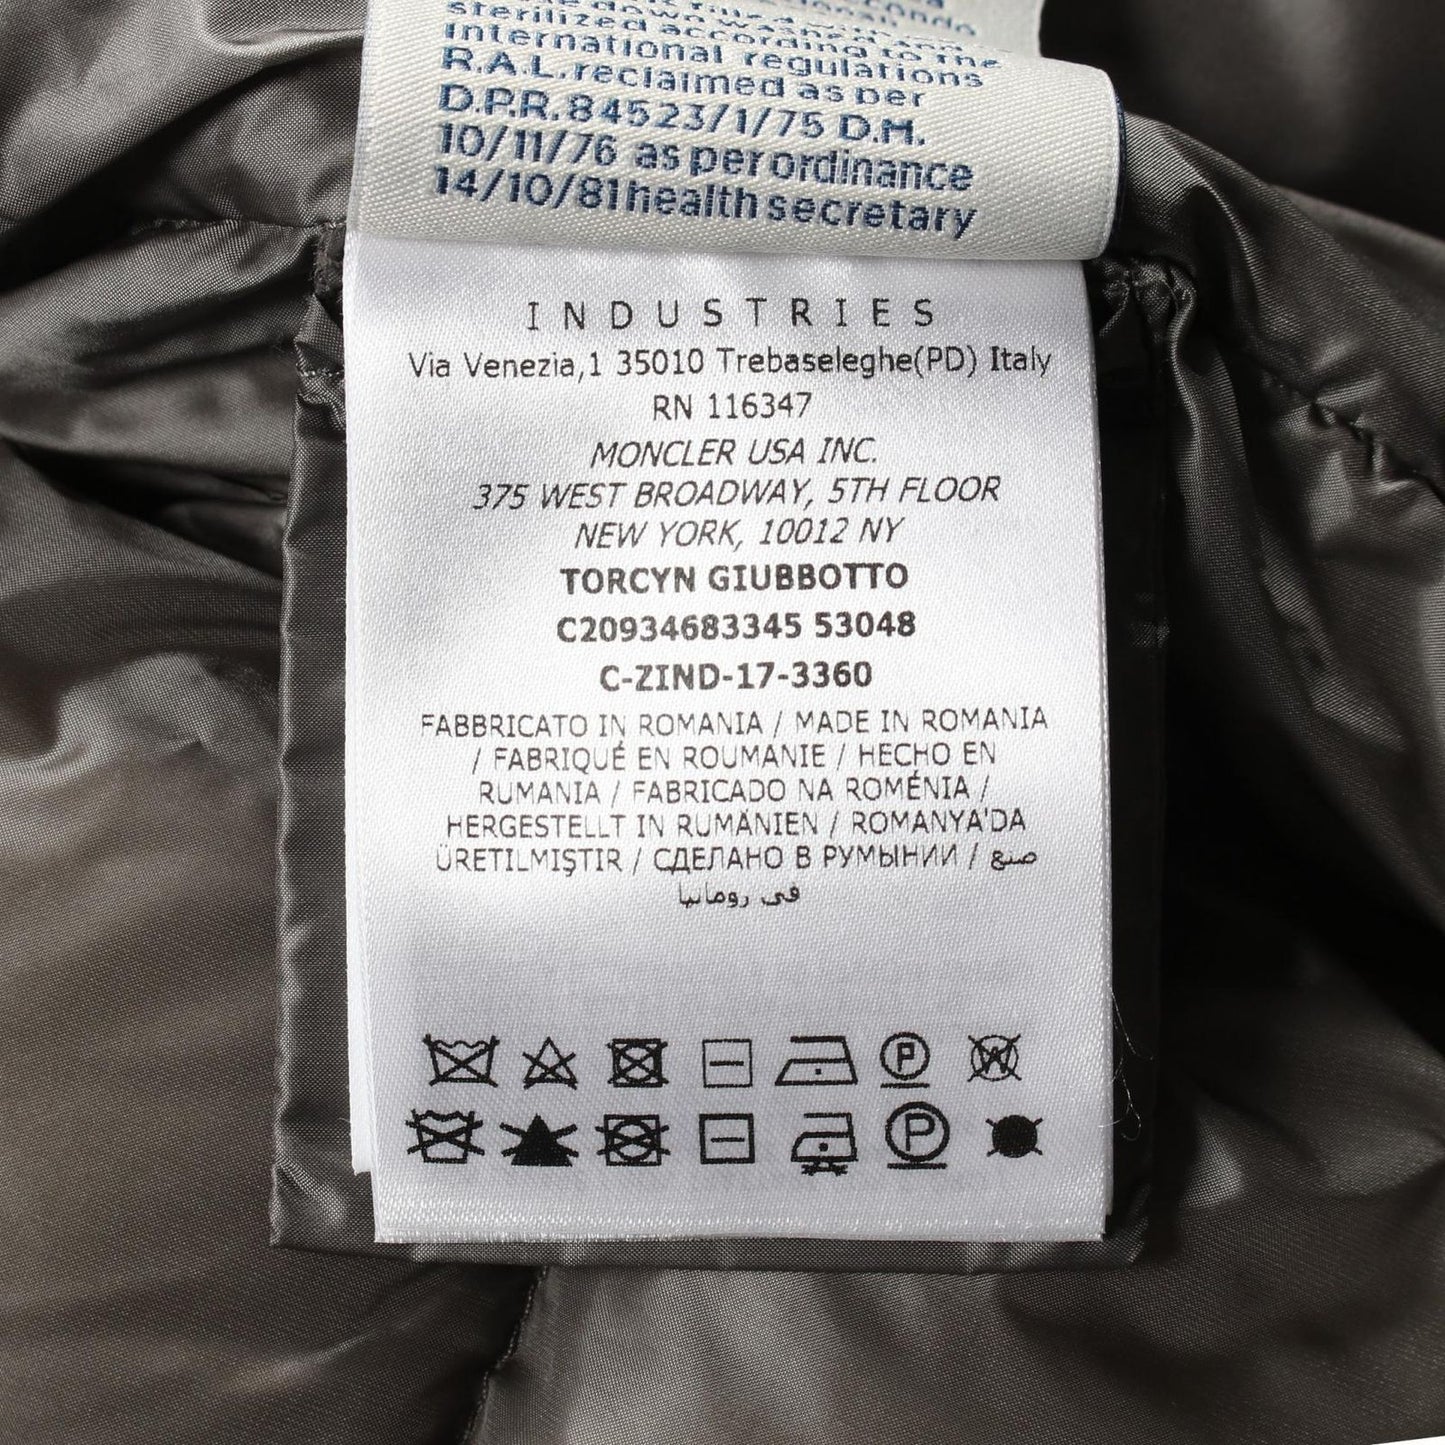 sterilized according to the
International regulations
R.A.L. reclaimed as per
D.P.R. 845 23/1/75 D.M.
10/11/76 as per ordinance
14/10/81 health secretary
INDUSTRIES
Via Venezia,1 35010 Trebaseleghe(PD) Italy
RN 116347
MONCLER USA INC.
375 WEST BROADWAY, 5TH FLOOR
NEW YORK, 10012 NY
TORCYN GIUBBOTTO
C20934683345 53048
C-ZIND-17-3360
FABBRICATO IN ROMANIA / MADE IN ROMANIA
/ FABRIQUÉ EN ROUMANIE / HECHO EN
RUMANIA / FABRICADO NA ROMÉNIA /
HERGESTELLT IN RUMÄNIEN / ROMANYA'DA
ÜRETILMIŞTIR / СДЕЛАНО В РУМЫНИИ / صنع
في رومانيا
P W
P